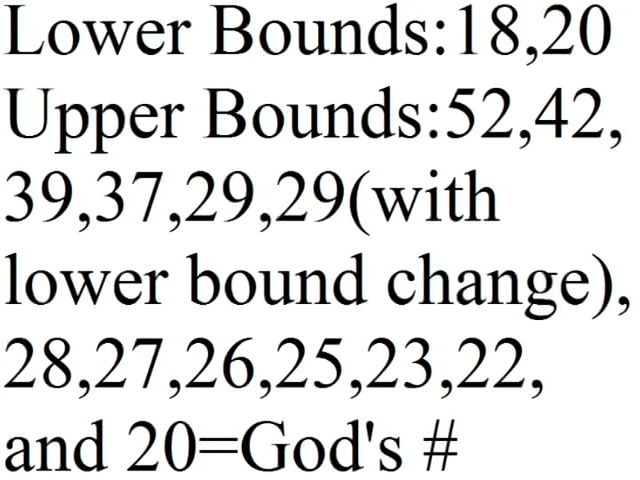 Lower Bounds:18,20
Upper Bounds:52,42,
39,37,29,29(with
lower bound change),
28,27,26,25,23,22,
and 20=God's #